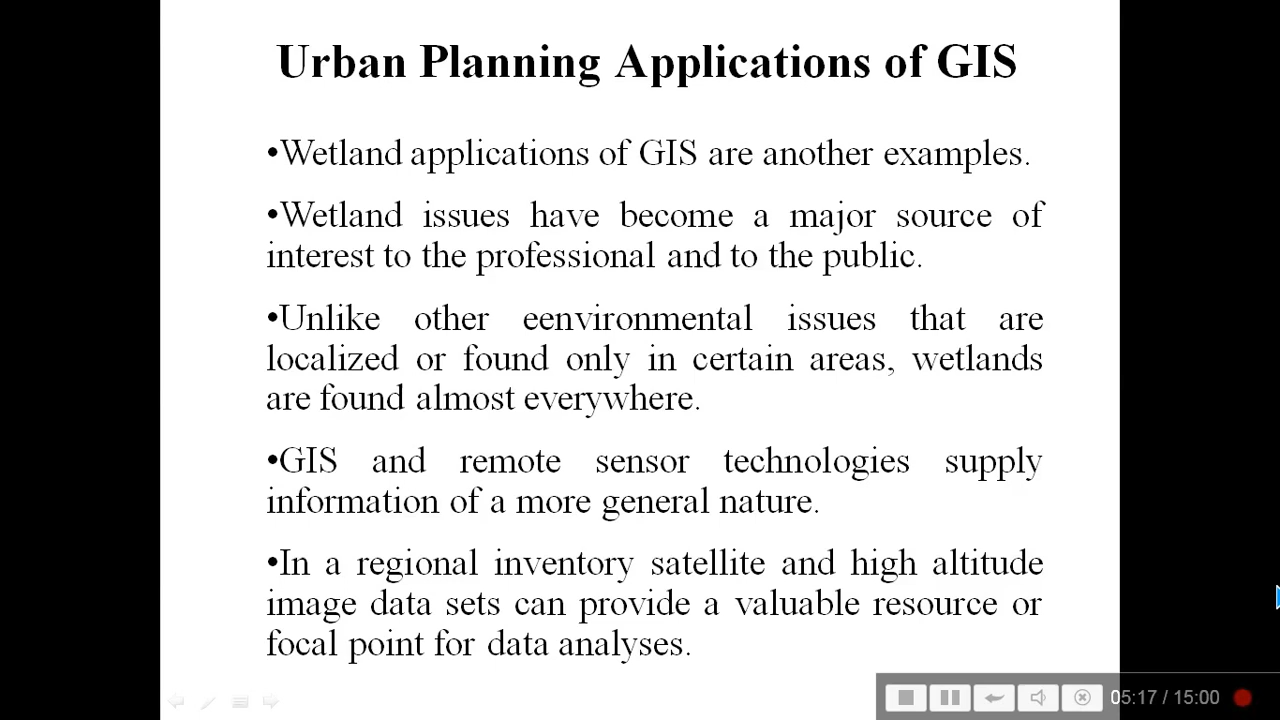 Urban Planning Applications of GIS
•Wetland applications of GIS are another examples.
•Wetland issues have become a major source of
interest to the professional and to the public.
•Unlike other eenvironmental issues that are
localized or found only in certain areas, wetlands
are found almost everywhere.
•GIS and remote sensor technologies supply
information of a more general nature.
•In a regional inventory satellite and high altitude
image data sets can provide a valuable resource or
focal point for data analyses.
05:17 / 15:00